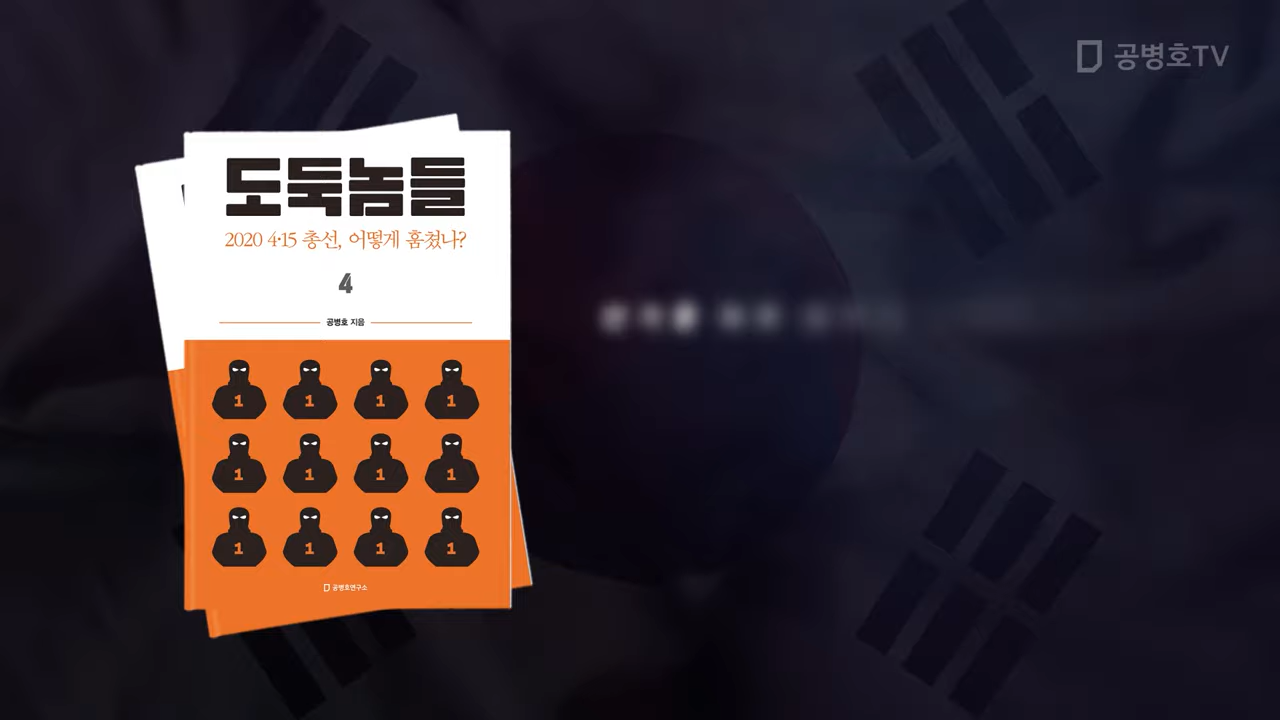 공병호TV
도둑놈들
2020 4·15 총선, 어떻게 훔쳤나?
4
공병호 지음
1 1 1 1
1 1 1 1
1 1 1 1
공병호연구소